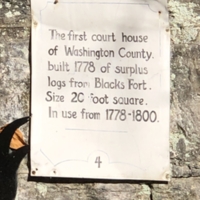 The first court house
of Washington County.
built 1778 of surplus
logs from Blacks Fort.
Size 20 foot square.
In use from 1778-1800.
4